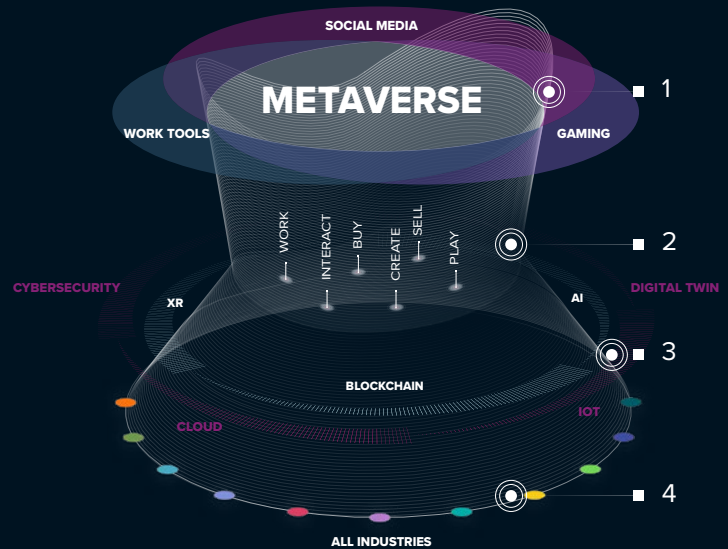 SOCIAL MEDIA
METAVERSE
1
WORK TOOLS
GAMING
WORK
INTERACT
BUY
CREATE
SELL
PLAY
2
CYBERSECURITY
DIGITAL TWIN
XR
AI
3
BLOCKCHAIN
CLOUD
IOT
4
ALL INDUSTRIES